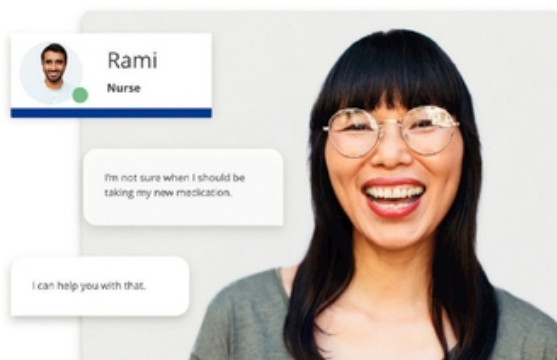 Rami
Nurse
I'm not sure when I should be
taking my new medication.
I can help you with that.